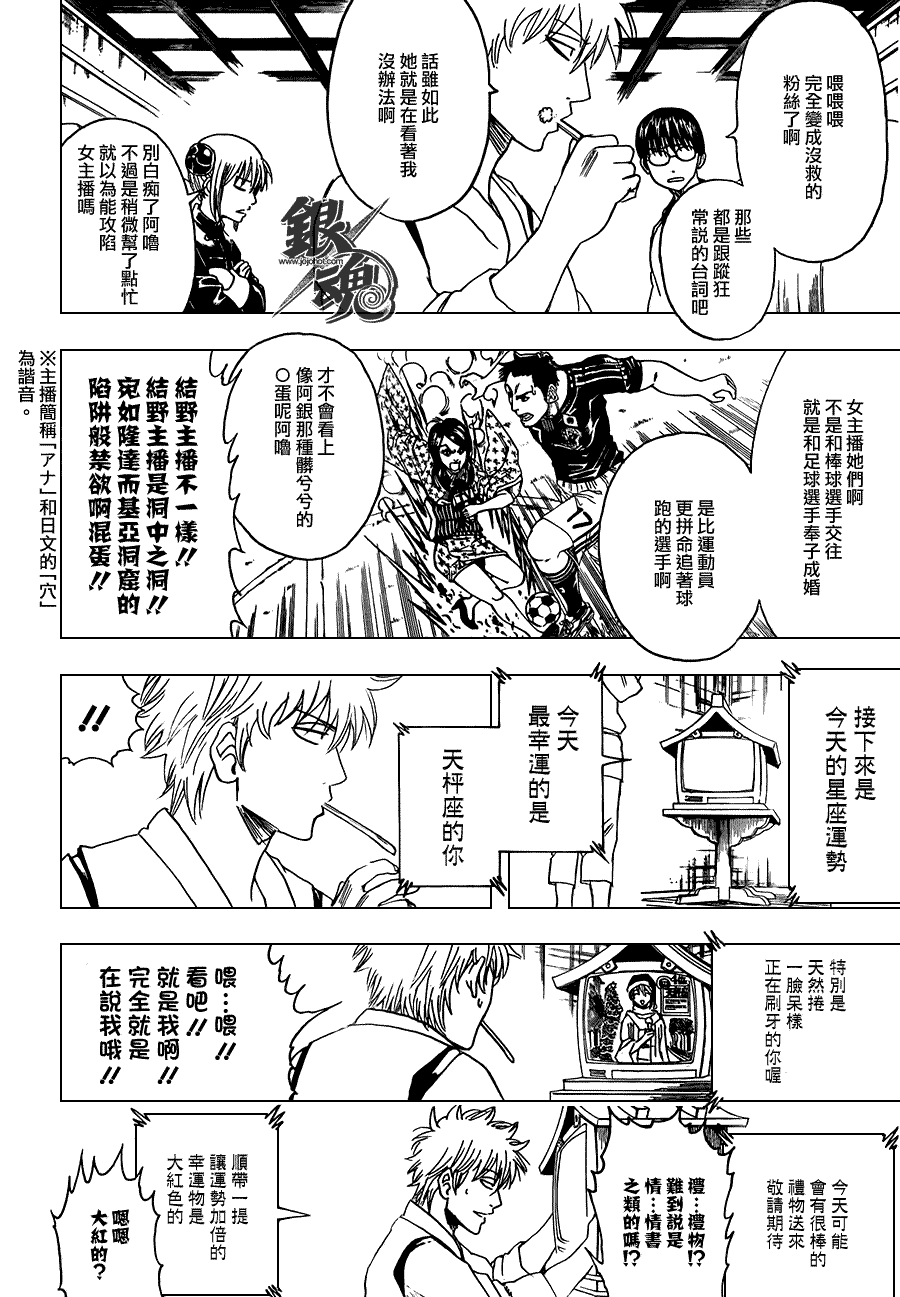 喂喂喂
完全變成沒救的
粉絲了啊
那些
都是跟蹤狂
常説的台詞吧
話雖如此
她就是在看著我
沒辦法啊
別白痴了阿嚕
不過是稍微幫了點忙
就以為能攻陷
女主播嗎
銀魂
www.jojohot.com
女主播她們啊
不是和棒球選手交往
就是和足球選手奉子成婚
是比運動員
更拼命追著球
跑的選手啊
才不會看上
像阿銀那種髒兮兮的
○蛋呢阿嚕
結野主播不一樣!!
結野主播是洞中之洞!!
宛如隆達而基亞洞窟的
陷阱般禁欲啊混蛋!!
※主播簡稱「アナ」和日文的「穴」
為諧音。
接下來是
今天的星座運勢
今天
最幸運的是
天秤座的你
!!
特別是
天然捲
一臉呆樣
正在刷牙的你喔
喂…喂!!
看吧!!
就是我啊!!
完全就是
在說我哦!!
今天可能
會有很棒的
禮物送來
敬請期待
禮…禮物!?
難到說是
情…情書
之類的嗎!?
順帶一提
讓運勢加倍的
幸運物是
大紅色的
嗯嗯
大紅的?